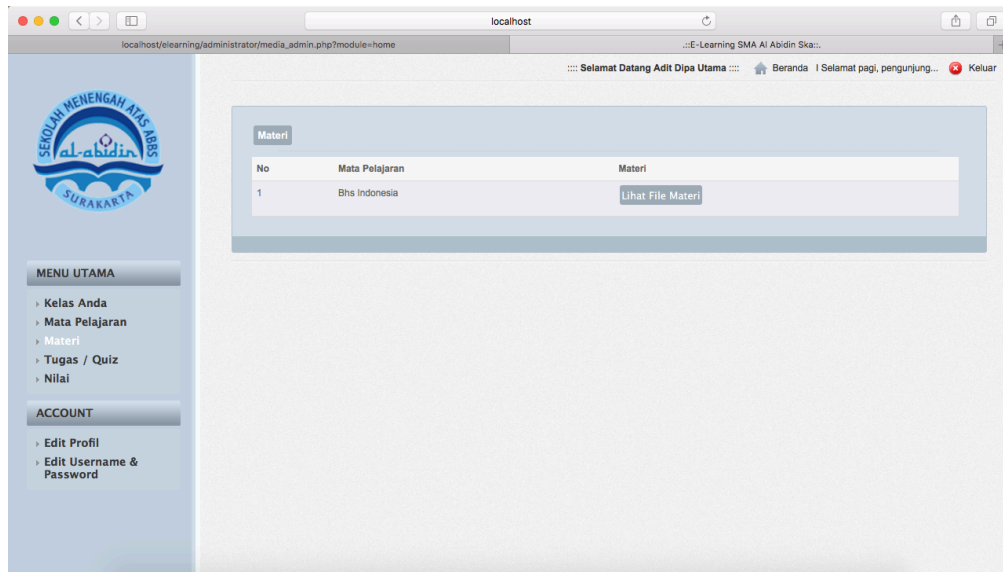 localhost
localhost/elearning/administrator/media_admin.php?module=home
.::E-Learning SMA Al Abidin Ska::.
:::: Selamat Datang Adit Dipa Utama :::: Beranda I Selamat pagi, pengunjung... Keluar
SEKOLAH MENENGAH ATAS ABBS
al-abidin
SURAKARTA
Materi
No Mata Pelajaran Materi
1 Bhs Indonesia Lihat File Materi
MENU UTAMA
Kelas Anda
Mata Pelajaran
Materi
Tugas / Quiz
Nilai
ACCOUNT
Edit Profil
Edit Username &
Password